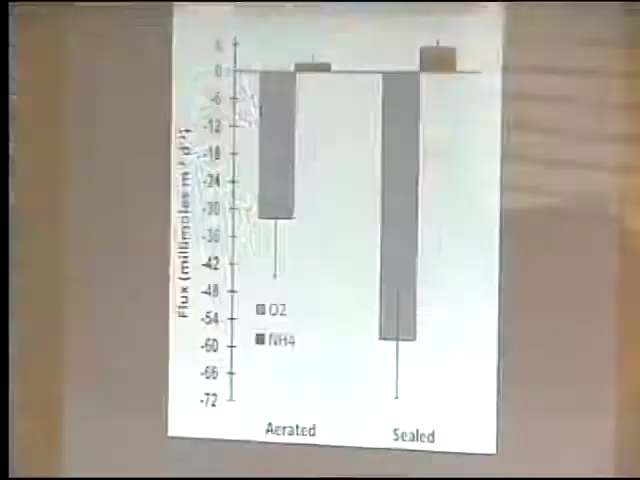 6
0
-6
-12
-18
-24
-30
-36
-42
-48
-54
-60
-66
-72
Flux (millimoles m⁻² d⁻¹)
O2
NH4
Aerated
Sealed